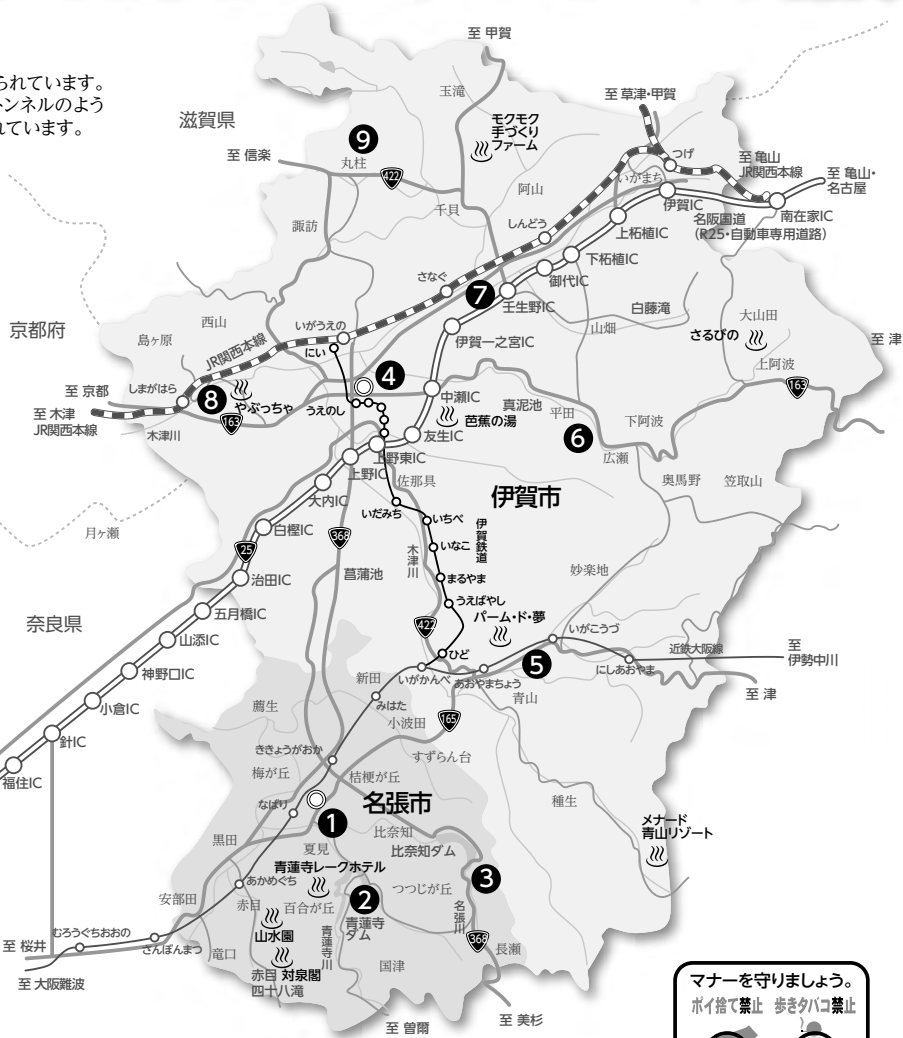 られています。
トンネルのよう
れています。
至 甲賀
玉滝
滋賀県
モクモク
手づくり
ファーム
至 草津・甲賀
9
至 信楽
丸柱
422
阿山
つげ
いがまち
至 亀山
JR関西本線
至 亀山・
名古屋
千貝
伊賀IC
南在家IC
名阪国道
(R25・自動車専用道路)
諏訪
しんどう
上柘植IC
下柘植IC
さなぐ
御代IC
7
壬生野IC
京都府
西山
島ヶ原
JR関西本線
いがうえの
にい
伊賀一之宮IC
山畑
白藤滝
大山田
さるびの
至 津
上阿波
至 京都
しまがはら
4
163
至 木津
JR関西本線
8
やぶっちゃ
163
木津川
うえのし
中瀬IC
芭蕉の湯
真泥池
平田
下阿波
友生IC
6
広瀬
上野東IC
上野IC
佐那具
伊賀市
奥馬野
笠取山
大内IC
いだみち
月ヶ瀬
白樫IC
368
いちべ
伊賀鉄道
いなこ
木津川
25
菖蒲池
まるやま
妙楽地
治田IC
うえばやし
奈良県
五月橋IC
422
パーム・ド・夢
いがこうづ
山添IC
ひど
近鉄大阪線
至
伊勢中川
5
神野口IC
新田
いがかんべ
あおやまちょう
にしあおやま
至 津
小倉IC
薦生
みはた
青山
小波田
165
針IC
ききょうがおか
すずらん台
福住IC
梅が丘
桔梗が丘
なばり
名張市
種生
1
メナード
青山リゾート
黒田
夏見
比奈知
比奈知ダム
青蓮寺レークホテル
3
あかめぐち
2
つつじが丘
安部田
赤目
百合が丘
青蓮寺
ダム
名張川
むろうぐちおおの
山水園
青蓮寺川
368
至 桜井
さんぼんまつ
竜口
長瀬
至 大阪難波
赤目
四十八滝
対泉閣
国津
至 曽爾
至 美杉
マナーを守りましょう。
ポイ捨て禁止 歩きタバコ禁止